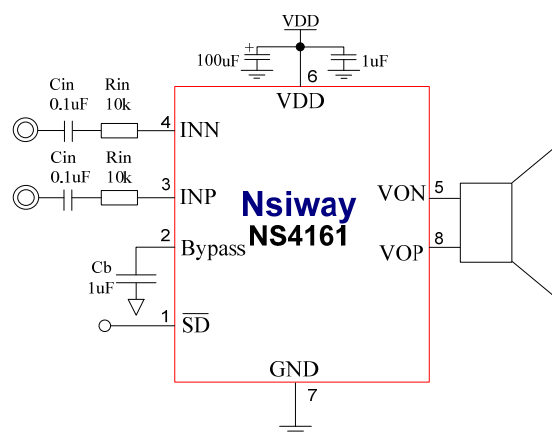 VDD
+
100uF
1uF
6
VDD
Cin
0.1uF
Rin
10k
4
INN
Cin
0.1uF
Rin
10k
3
INP
2
Bypass
Cb
1uF
1
SD
Nsiway
NS4161
VON
5
VOP
8
GND
7